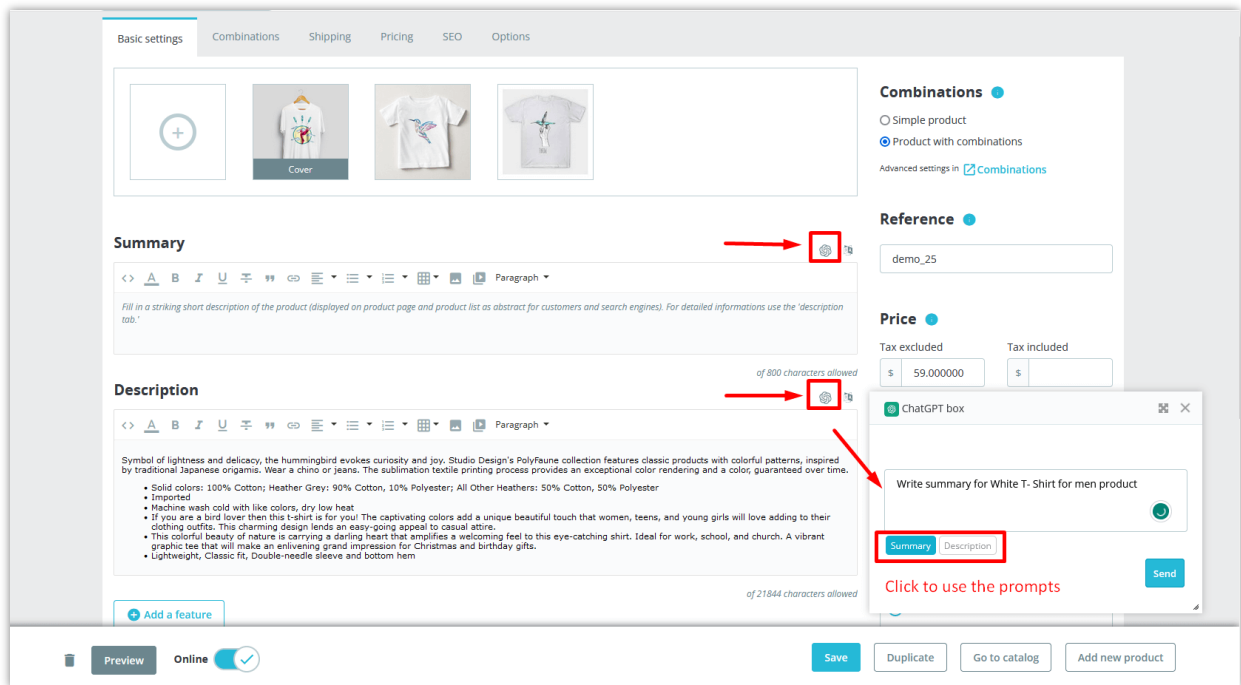 Basic settings
Combinations
Shipping
Pricing
SEO
Options
Cover
Combinations
Simple product
Product with combinations
Advanced settings in Combinations
Reference
demo_25
Summary
Paragraph
Fill in a striking short description of the product (displayed on product page and product list as abstract for customers and search engines). For detailed informations use the 'description
tab.'
of 800 characters allowed
Price
Tax excluded
Tax included
$ 59.000000
$
Description
Paragraph
Symbol of lightness and delicacy, the hummingbird evokes curiosity and joy. Studio Design's PolyFaune collection features classic products with colorful patterns, inspired
by traditional Japanese origamis. Wear a chino or jeans. The sublimation textile printing process provides an exceptional color rendering and a color, guaranteed over time.
Solid colors: 100% Cotton; Heather Grey: 90% Cotton, 10% Polyester; All Other Heathers: 50% Cotton, 50% Polyester
Imported
Machine wash cold with like colors, dry low heat
If you are a bird lover then this t-shirt is for you! The captivating colors add a unique beautiful touch that women, teens, and young girls will love adding to their
clothing outfits. This charming design lends an easy-going appeal to casual attire.
This colorful beauty of nature is carrying a darling heart that amplifies a welcoming feel to this eye-catching shirt. Ideal for work, school, and church. A vibrant
graphic tee that will make an enlivening grand impression for Christmas and birthday gifts.
Lightweight, Classic fit, Double-needle sleeve and bottom hem
of 21844 characters allowed
Add a feature
ChatGPT box
Write summary for White T- Shirt for men product
Summary
Description
Click to use the prompts
Send
Preview
Online
Save
Duplicate
Go to catalog
Add new product